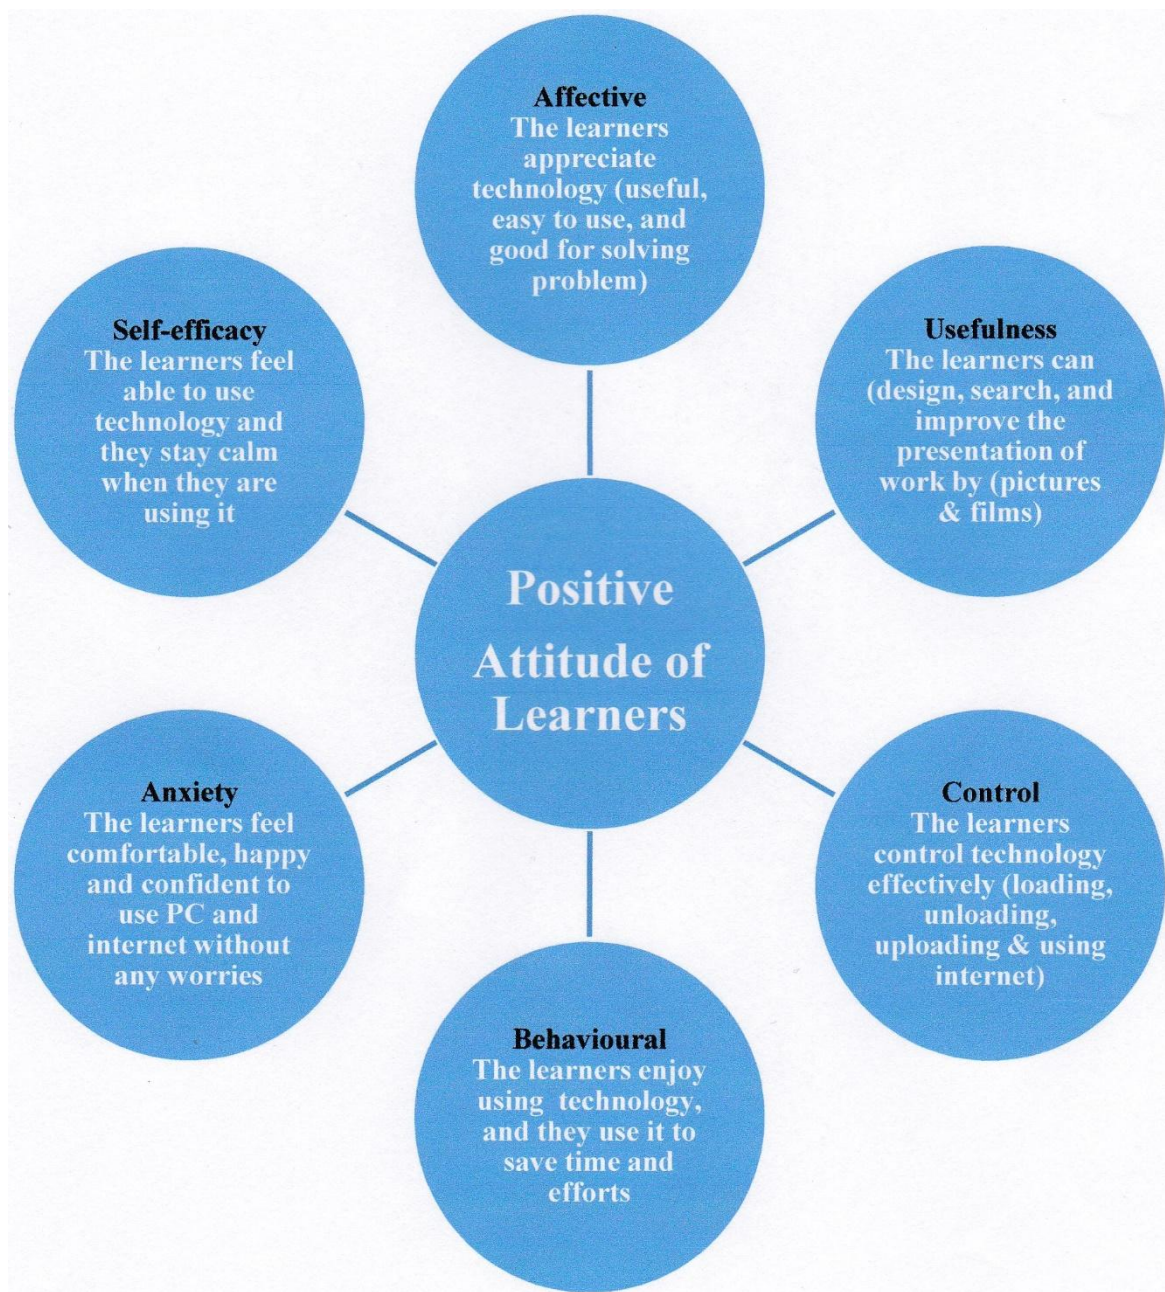 Affective
The learners
appreciate
technology (useful,
easy to use, and
good for solving
problem)
Usefulness
The learners can
(design, search, and
improve the
presentation of
work by (pictures
& films)
Control
The learners
control technology
effectively (loading,
unloading,
uploading & using
internet)
Behavioural
The learners enjoy
using technology,
and they use it to
save time and
efforts
Anxiety
The learners feel
comfortable, happy
and confident to
use PC and
internet without
any worries
Self-efficacy
The learners feel
able to use
technology and
they stay calm
when they are
using it
Positive
Attitude of
Learners